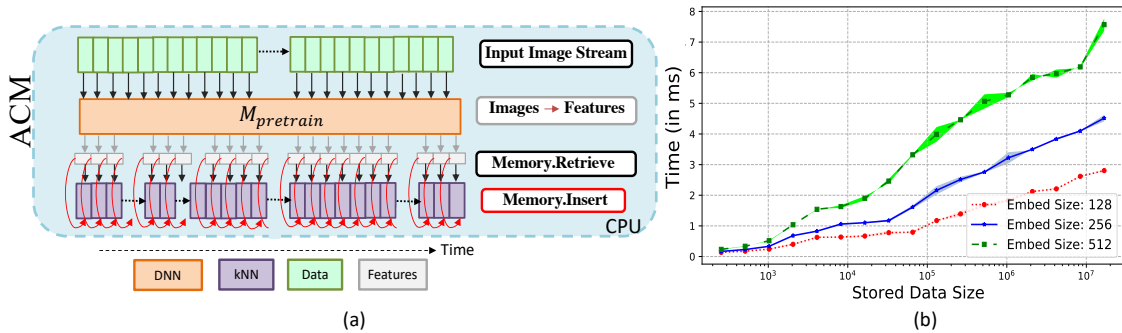 ACM
Input Image Stream
M_pretrain
Images → Features
Memory.Retrieve
Memory.Insert
CPU
Time
DNN
kNN
Data
Features
(a)
Time (in ms)
8
7
6
5
4
3
2
1
0
Embed Size: 128
Embed Size: 256
Embed Size: 512
10^3
10^4
10^5
10^6
10^7
Stored Data Size
(b)